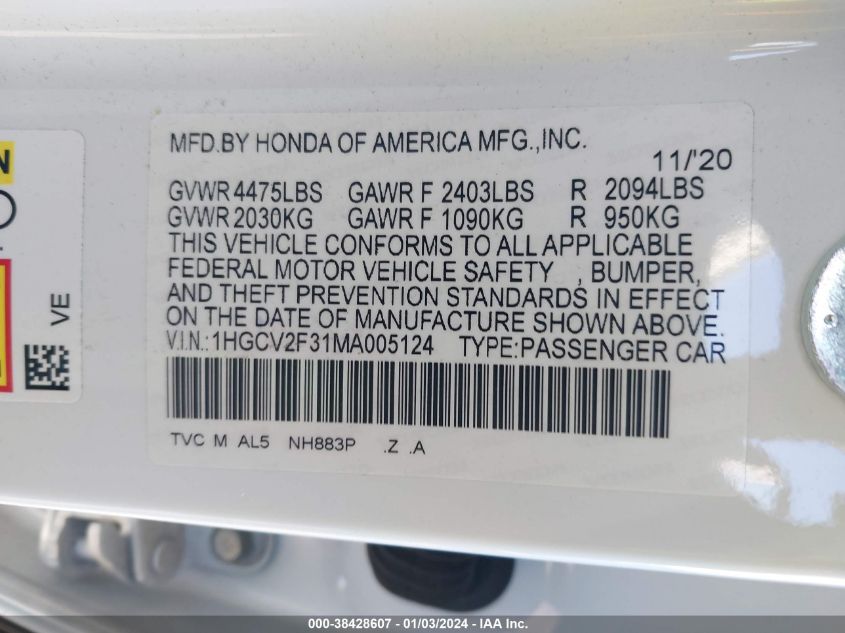 MFD.BY HONDA OF AMERICA MFG.,INC.
11/'20
GVWR 4475LBS GAWR F 2403LBS R 2094LBS
GVWR 2030KG GAWR F 1090KG R 950KG
THIS VEHICLE CONFORMS TO ALL APPLICABLE
FEDERAL MOTOR VEHICLE SAFETY , BUMPER,
AND THEFT PREVENTION STANDARDS IN EFFECT
ON THE DATE OF MANUFACTURE SHOWN ABOVE.
V.I.N.:1HGCV2F31MA005124 TYPE:PASSENGER CAR
TVC M AL5 NH883P .Z .A
VE
000-38428607 - 01/03/2024 - IAA Inc.